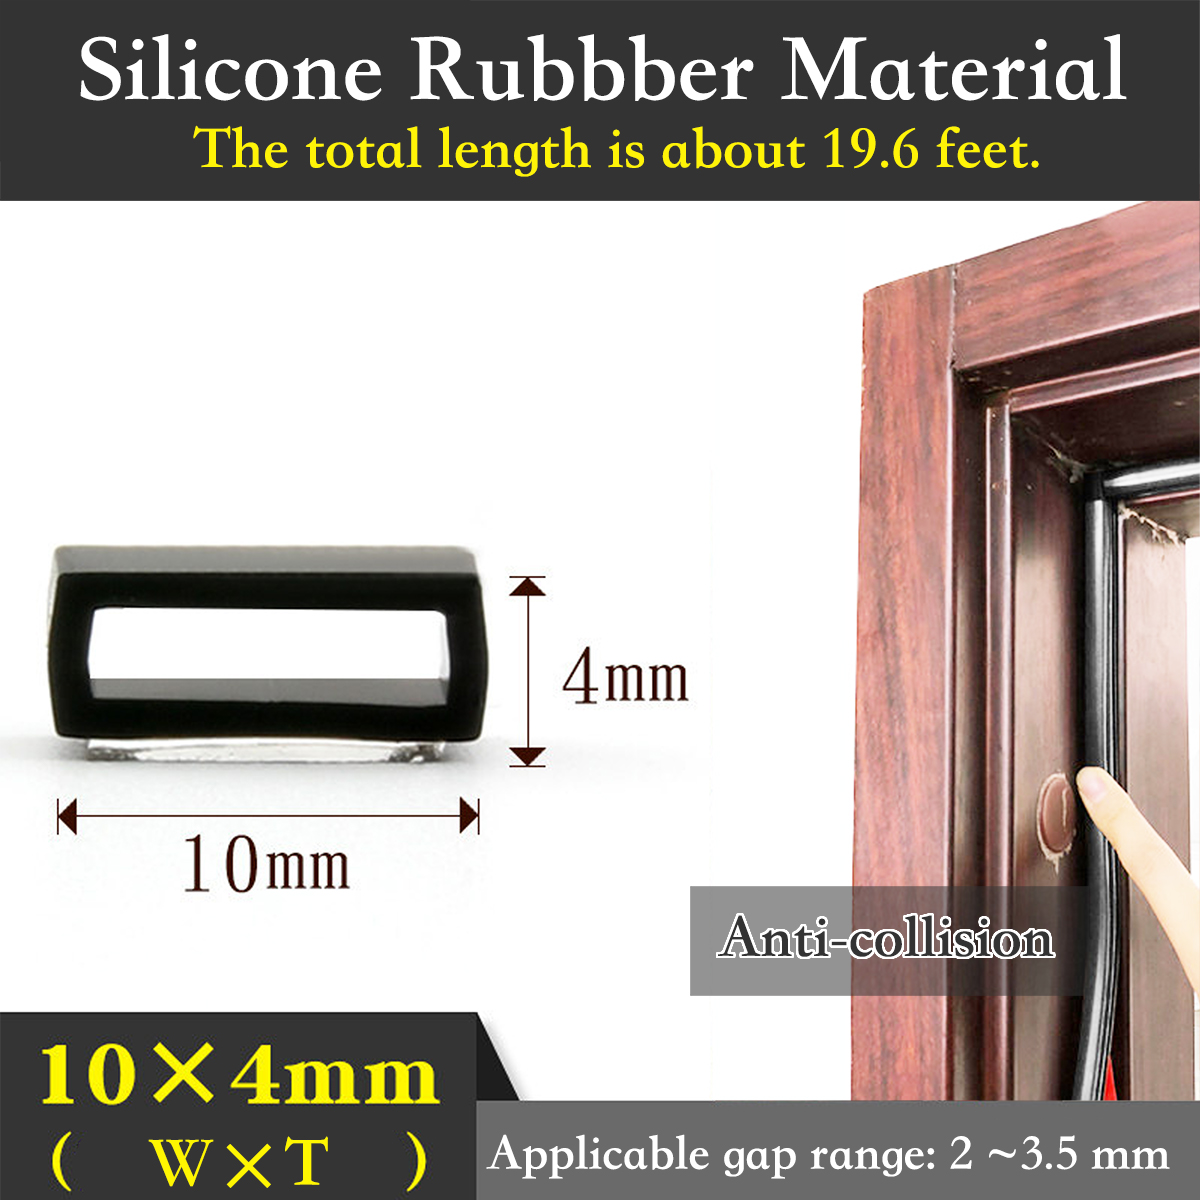 Silicone Rubbber Material
The total length is about 19.6 feet.
4mm
10mm
Anti-collision
10×4mm
( W×T )
Applicable gap range: 2 ~3.5 mm